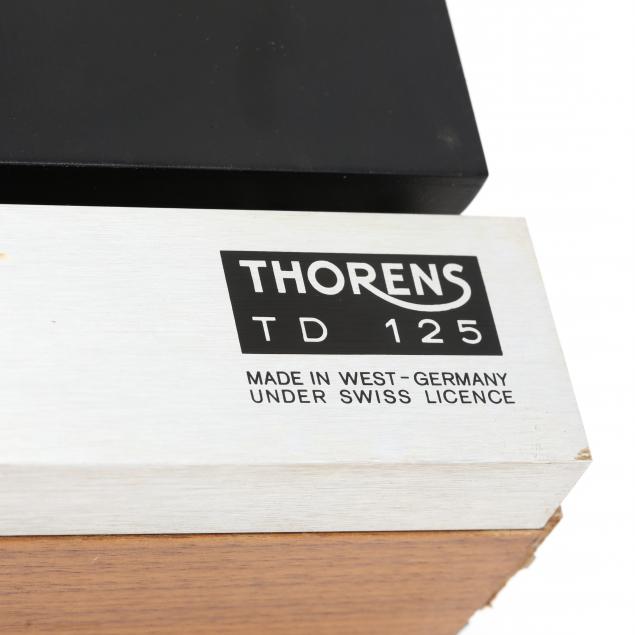 THORENS
TD 125
MADE IN WEST-GERMANY
UNDER SWISS LICENCE